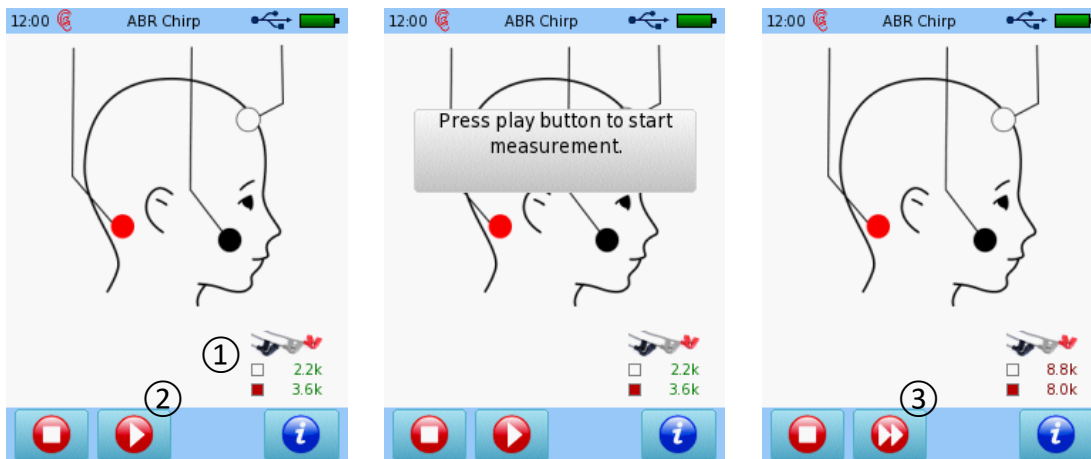 12:00 ABR Chirp
①
2.2k
3.6k
②
12:00 ABR Chirp
Press play button to start
measurement.
2.2k
3.6k
12:00 ABR Chirp
8.8k
8.0k
③